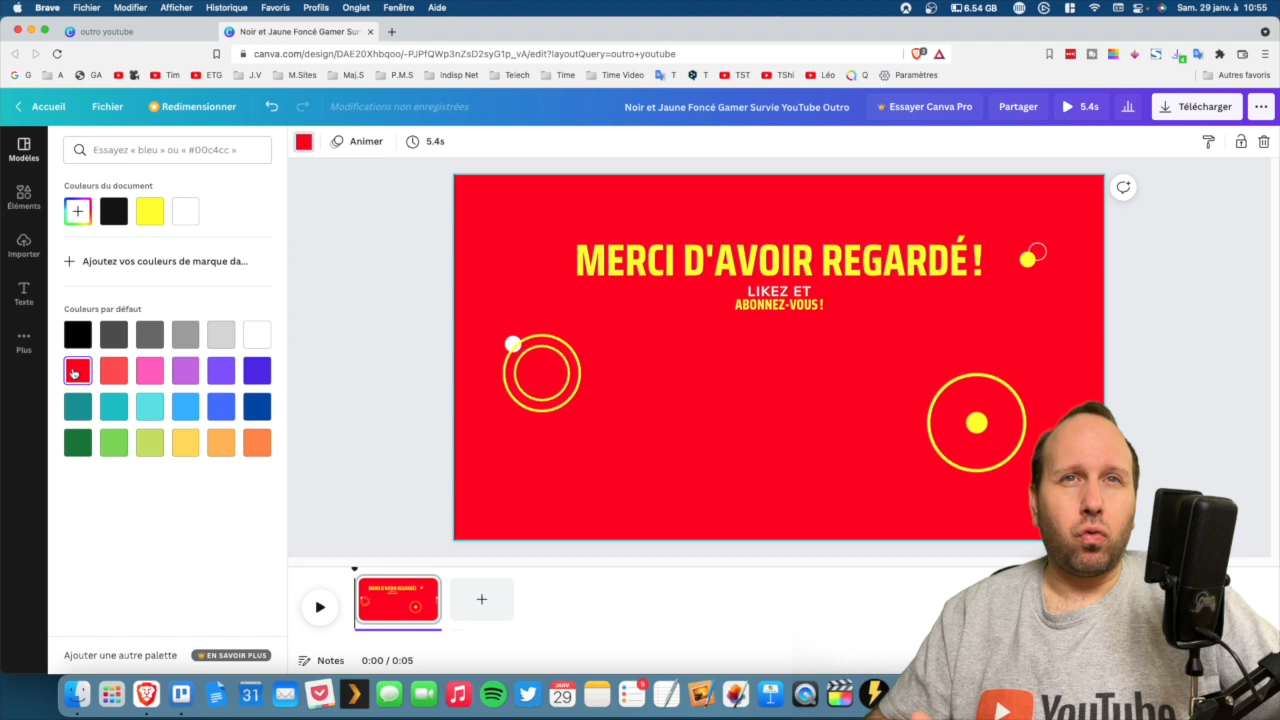 Brave Fichier Modifier Afficher Historique Favoris Profils Onglet Fenêtre Aide 6.54 GB Sam. 29 janv. à 10:55
outro youtube
Noir et Jaune Foncé Gamer Surv
canva.com/design/DAE20Xhbqoo/-PJPfQWp3nZsD2syG1p_vA/edit?layoutQuery=outro+youtube
G A GA J.V Tim ETG M.Sites Maj.S P.M.S Indisp Net Telech Time Time Video T T TST TShi Léo Q Paramètres Autres favoris
Accueil Fichier Redimensionner Modifications non enregistrées Noir et Jaune Foncé Gamer Survie YouTube Outro Essayer Canva Pro Partager 5.4s Télécharger
Modèles
Éléments
Importer
Texte
Plus
Essayez « bleu » ou « #00c4cc »
Couleurs du document
Ajoutez vos couleurs de marque da...
Couleurs par défaut
Ajouter une autre palette EN SAVOIR PLUS
Animer 5.4s
MERCI D'AVOIR REGARDÉ !
LIKEZ ET
ABONNEZ-VOUS !
MERCI D'AVOIR REGARDÉ !
Notes 0:00 / 0:05
31
JANV
29
5
YouTube